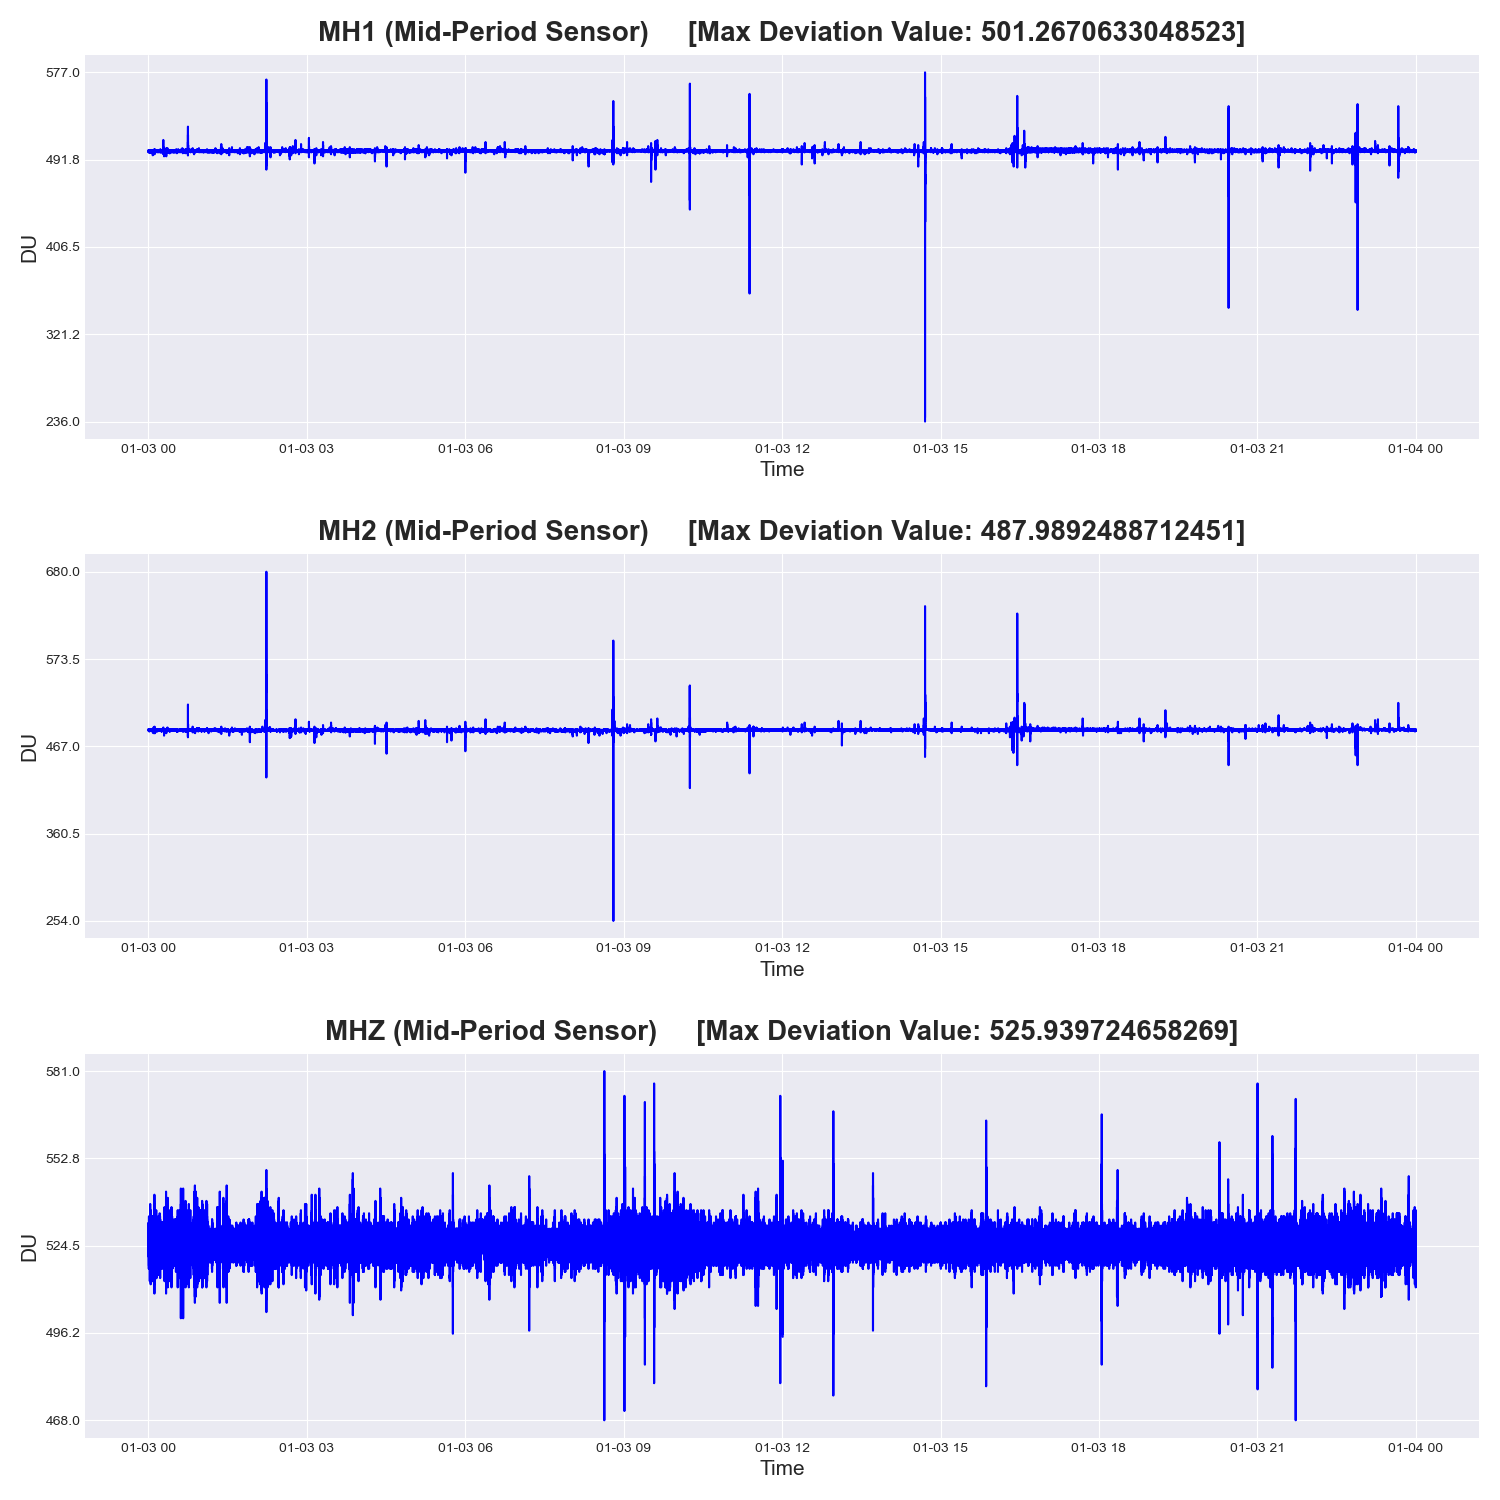 MH1 (Mid-Period Sensor) [Max Deviation Value: 501.2670633048523]
577.0
491.8
406.5
321.2
236.0
DU
01-03 00 01-03 03 01-03 06 01-03 09 01-03 12 01-03 15 01-03 18 01-03 21 01-04 00
Time
MH2 (Mid-Period Sensor) [Max Deviation Value: 487.9892488712451]
680.0
573.5
467.0
360.5
254.0
DU
01-03 00 01-03 03 01-03 06 01-03 09 01-03 12 01-03 15 01-03 18 01-03 21 01-04 00
Time
MHZ (Mid-Period Sensor) [Max Deviation Value: 525.939724658269]
581.0
552.8
524.5
496.2
468.0
DU
01-03 00 01-03 03 01-03 06 01-03 09 01-03 12 01-03 15 01-03 18 01-03 21 01-04 00
Time